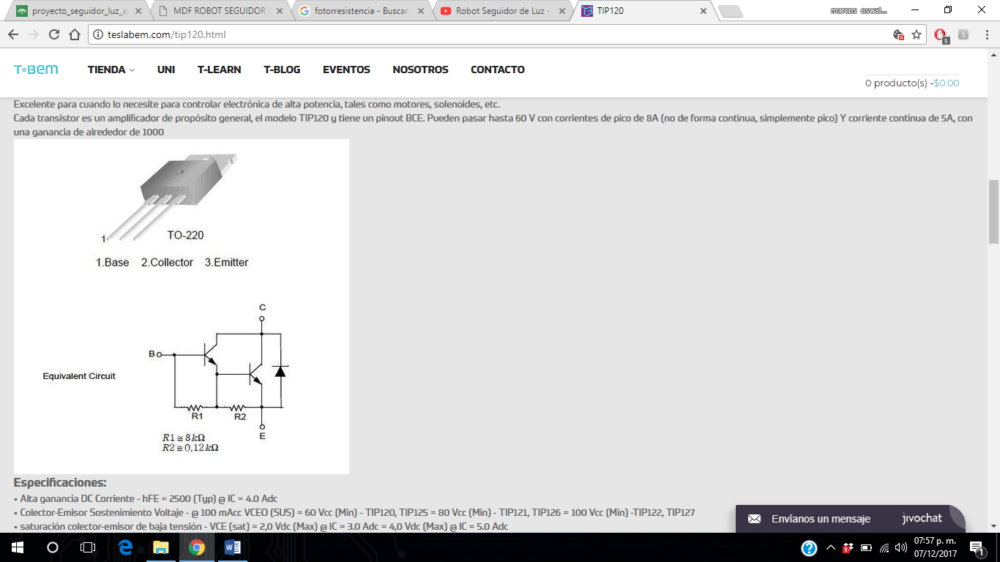 proyecto_seguidor_luz_a
MDF ROBOT SEGUIDOR
fotorresistencia - Buscar
Robot Seguidor de Luz -
TIP120
marcos oswal...
teslabem.com/tip120.html
5
T•Bem
TIENDA
UNI
T-LEARN
T-BLOG
EVENTOS
NOSOTROS
CONTACTO
0 producto(s) -$0.00
Excelente para cuando lo necesite para controlar electrónica de alta potencia, tales como motores, solenoides, etc.
Cada transistor es un amplificador de propósito general, el modelo TIP120 y tiene un pinout BCE. Pueden pasar hasta 60 V con corrientes de pico de 8A (no de forma continua, simplemente pico) Y corriente continua de 5A, con
una ganancia de alrededor de 1000
1
TO-220
1.Base 2.Collector 3.Emitter
C
B
Equivalent Circuit
R1
R2
E
R1 ≅ 8kΩ
R2 ≅ 0.12kΩ
Especificaciones:
• Alta ganancia DC Corriente - hFE = 2500 (Typ) @ IC = 4.0 Adc
• Colector-Emisor Sostenimiento Voltaje - @ 100 mAcc VCEO (SUS) = 60 Vcc (Min) - TIP120, TIP125 = 80 Vcc (Min) - TIP121, TIP126 = 100 Vcc (Min) -TIP122, TIP127
• saturación colector-emisor de baja tensión - VCE (sat) = 2,0 Vdc (Max) @ IC = 3.0 Adc = 4,0 Vdc (Max) @ IC = 5.0 Adc
Envíanos un mensaje
jivochat
07:57 p. m.
07/12/2017
1